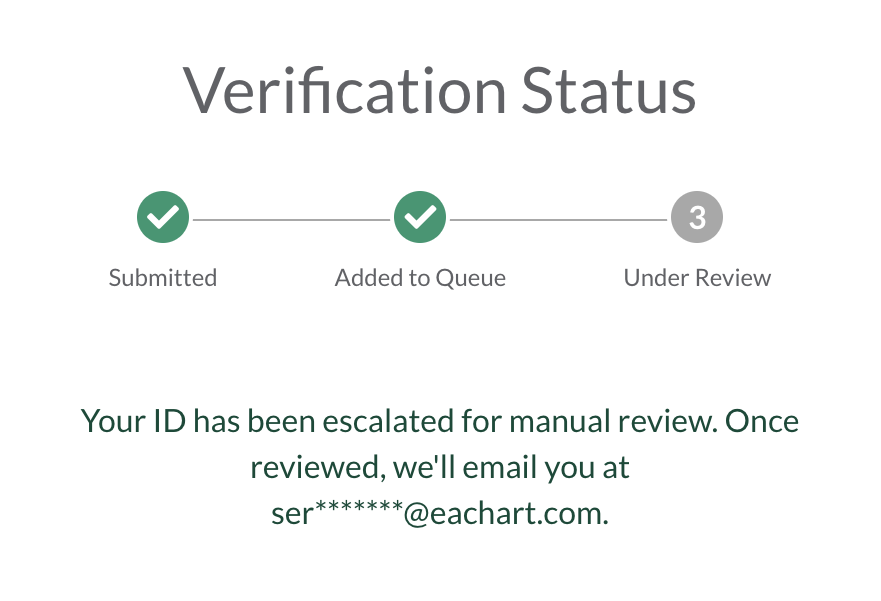 Verification Status
3
Submitted
Added to Queue
Under Review
Your ID has been escalated for manual review. Once
reviewed, we'll email you at
ser*******@eachart.com.